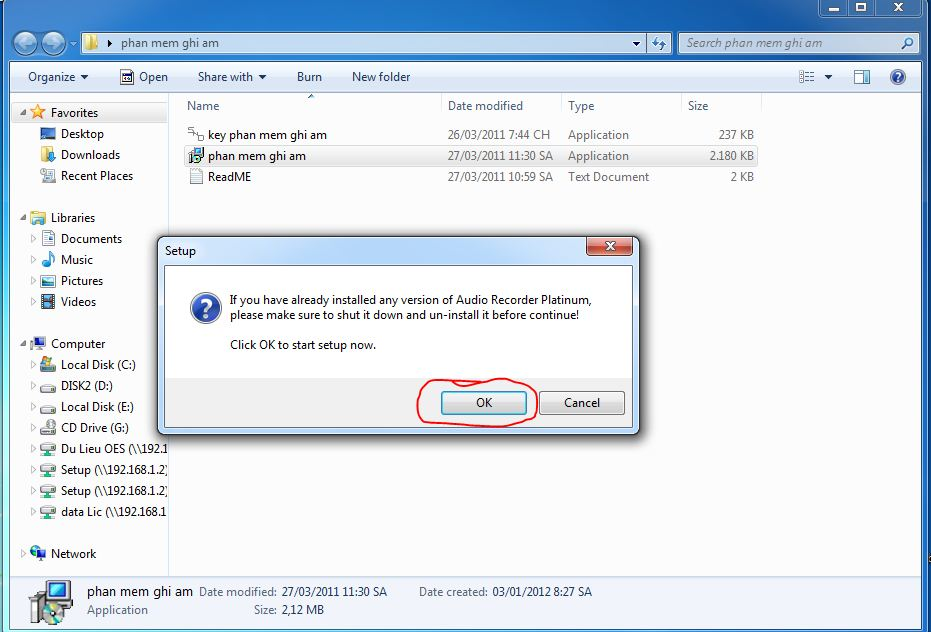 phan mem ghi am
Search phan mem ghi am
Organize Open Share with Burn New folder
Name Date modified Type Size
Favorites
Desktop
Downloads
Recent Places
Libraries
Documents
Music
Pictures
Videos
Computer
Local Disk (C:)
DISK2 (D:)
Local Disk (E:)
CD Drive (G:)
Du Lieu OES (\\192.1
Setup (\\192.168.1.2)
Setup (\\192.168.1.2)
data Lic (\\192.168.1
Network
key phan mem ghi am 26/03/2011 7:44 CH Application 237 KB
phan mem ghi am 27/03/2011 11:30 SA Application 2.180 KB
ReadME 27/03/2011 10:59 SA Text Document 2 KB
Setup
If you have already installed any version of Audio Recorder Platinum,
please make sure to shut it down and un-install it before continue!
Click OK to start setup now.
OK Cancel
phan mem ghi am Date modified: 27/03/2011 11:30 SA Date created: 03/01/2012 8:27 SA
Application Size: 2,12 MB